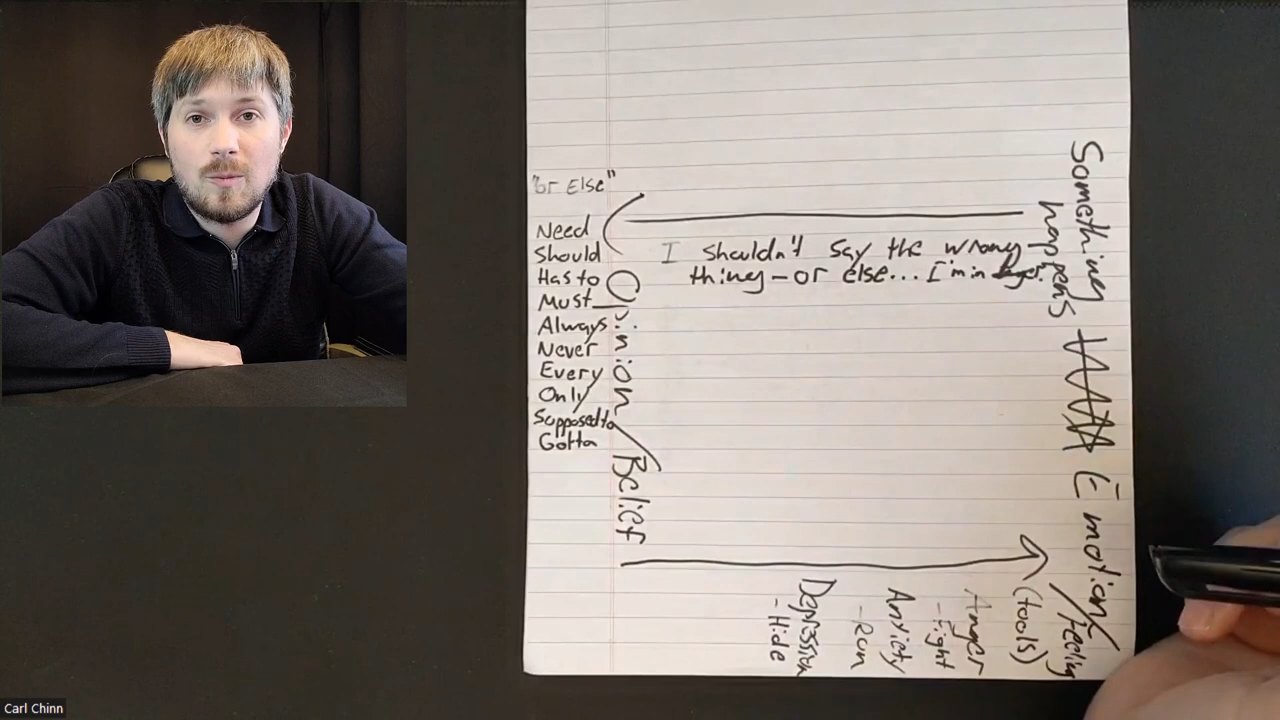 "or Else"
Need
Should
Has to
Must
Always
Never
Every
Only
Supposed to
Gotta
Opinion
Belief
I shouldn't say the wrong
thing - or else... I'm in
Something
happens
Emotion/Feeling
(tools)
Anger
- Fight
Anxiety
- Run
Depression
- Hide
Carl Chinn